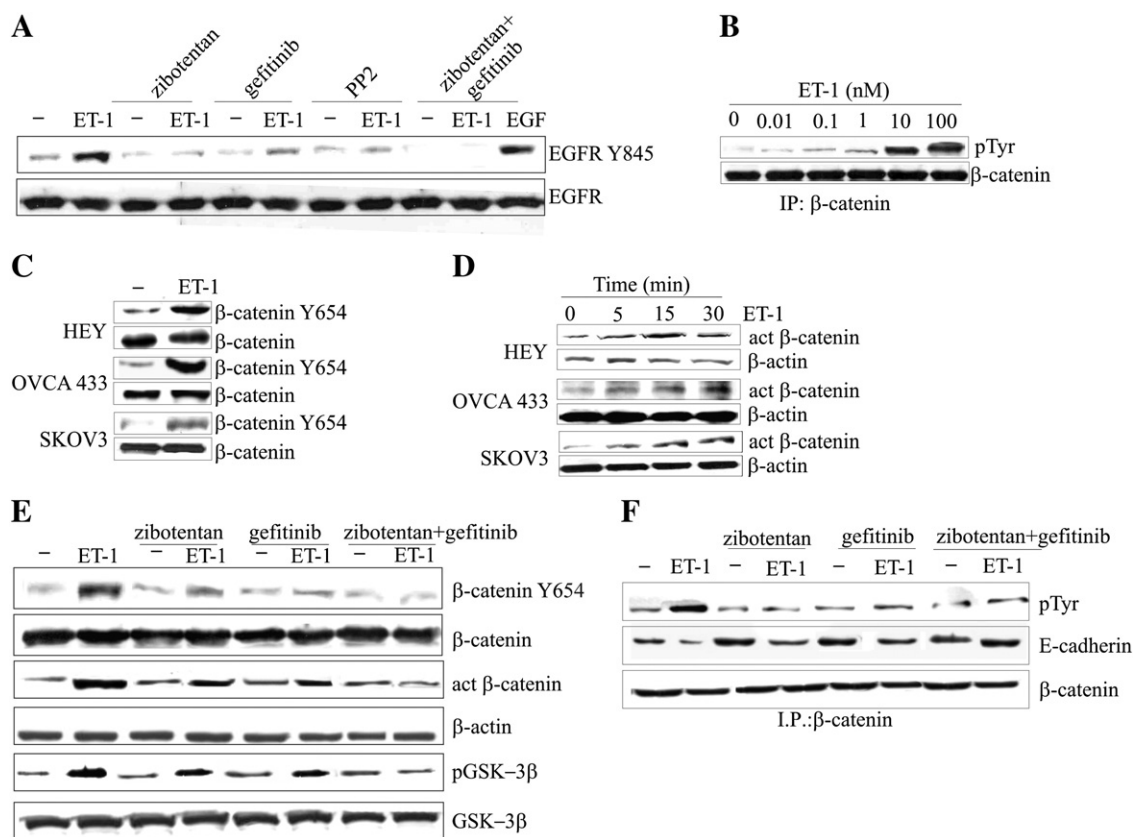 A
zibotentan
gefitinib
PP2
zibotentan+
gefitinib
– ET-1 – ET-1 – ET-1 – ET-1 – ET-1 EGF
EGFR Y845
EGFR
B
ET-1 (nM)
0 0.01 0.1 1 10 100
pTyr
β-catenin
IP: β-catenin
C
– ET-1
HEY
β-catenin Y654
β-catenin
OVCA 433
β-catenin Y654
β-catenin
SKOV3
β-catenin Y654
β-catenin
D
Time (min)
0 5 15 30 ET-1
HEY
act β-catenin
β-actin
OVCA 433
act β-catenin
β-actin
SKOV3
act β-catenin
β-actin
E
zibotentan gefitinib zibotentan+gefitinib
– ET-1 – ET-1 – ET-1 – ET-1
β-catenin Y654
β-catenin
act β-catenin
β-actin
pGSK–3β
GSK–3β
F
zibotentan gefitinib zibotentan+gefitinib
– ET-1 – ET-1 – ET-1 – ET-1
pTyr
E-cadherin
β-catenin
I.P.:β-catenin